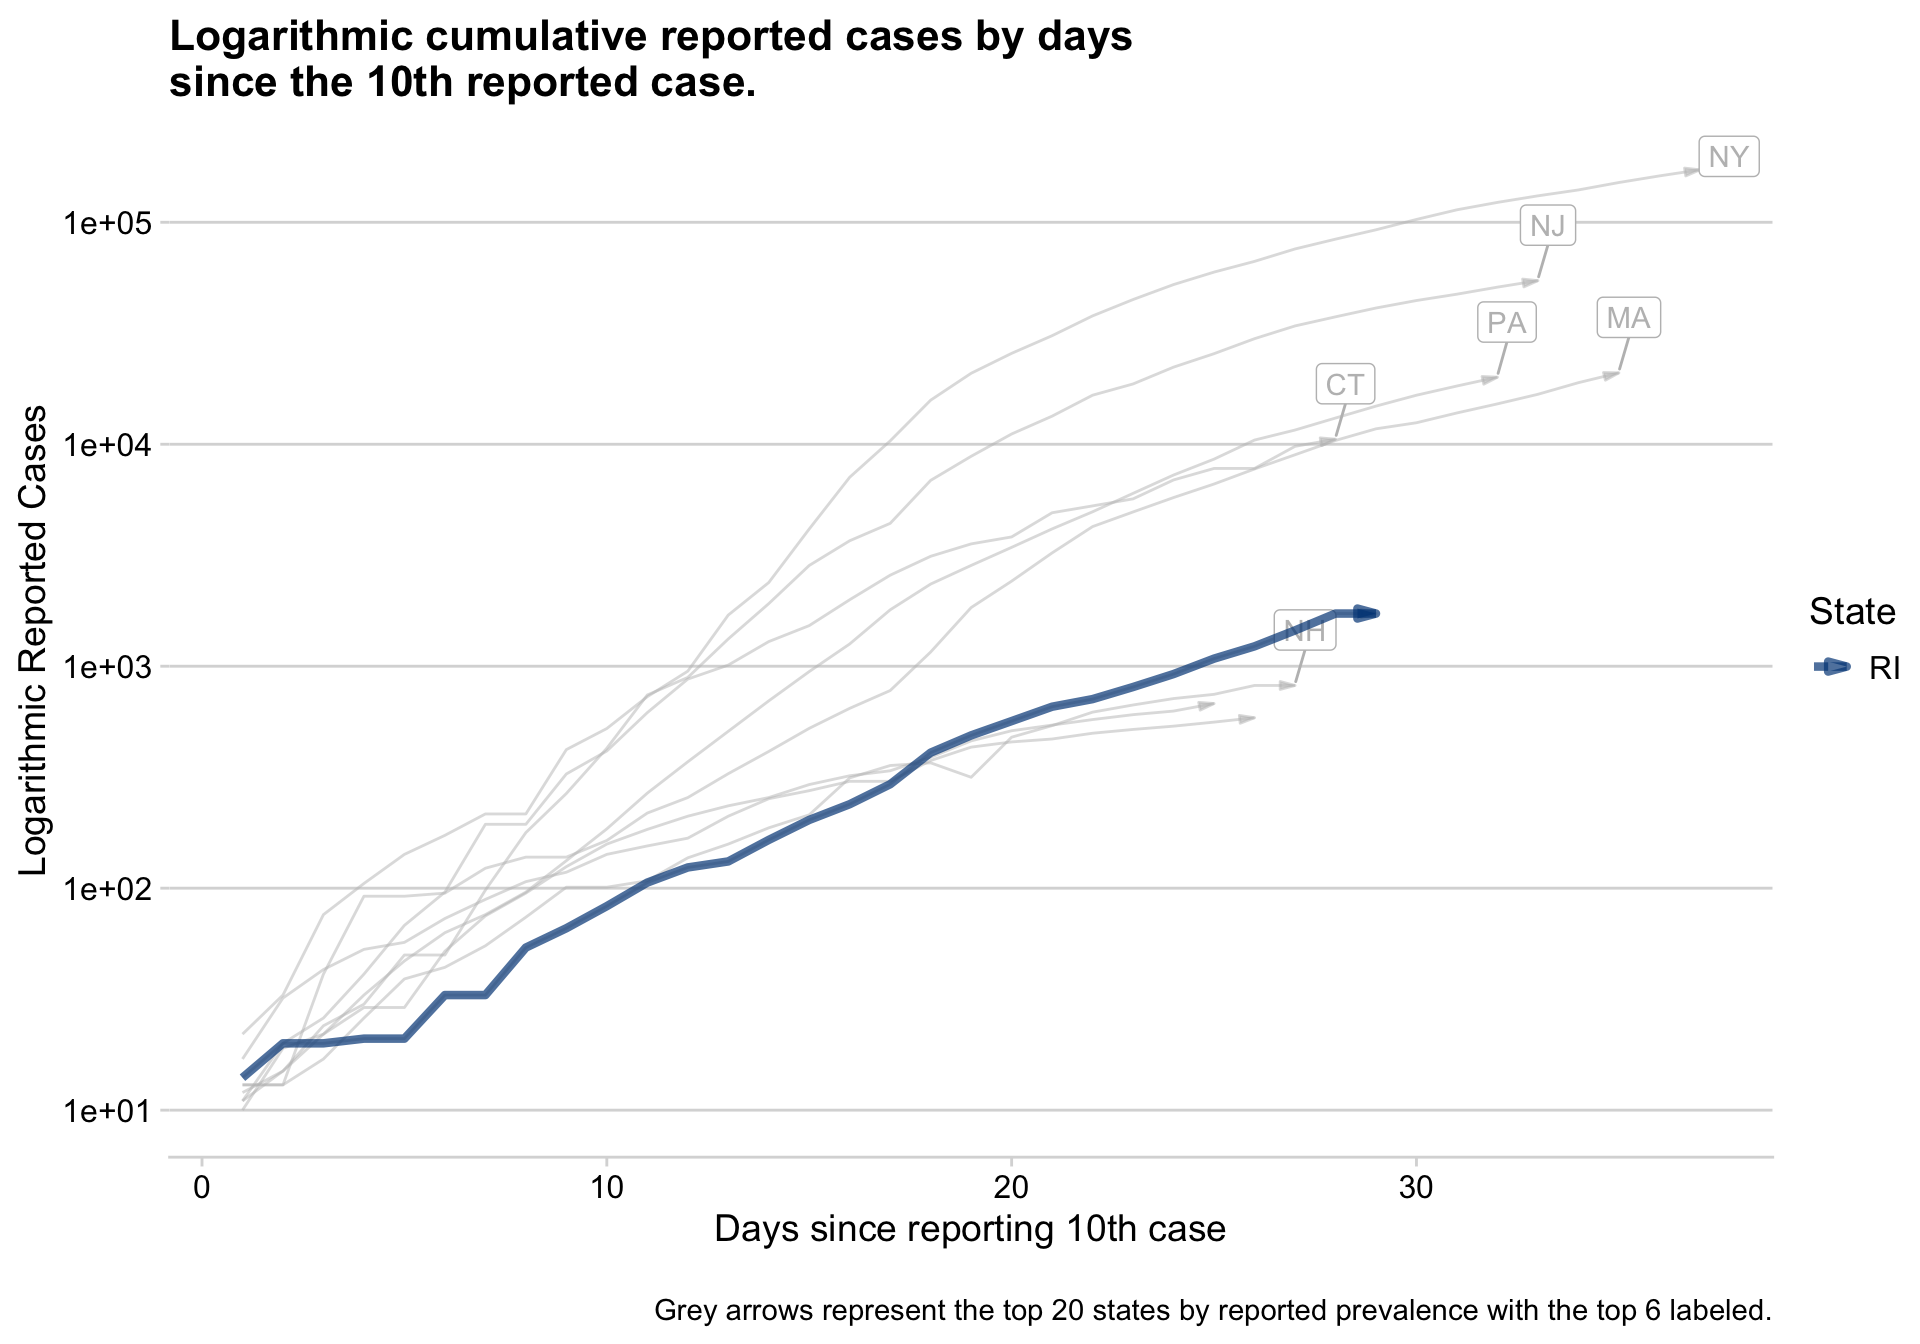 Logarithmic cumulative reported cases by days
since the 10th reported case.
NY
1e+05
NJ
PA
MA
CT
1e+04
Logarithmic Reported Cases
State
NH
RI
1e+03
1e+02
1e+01
0 10 20 30
Days since reporting 10th case
Grey arrows represent the top 20 states by reported prevalence with the top 6 labeled.